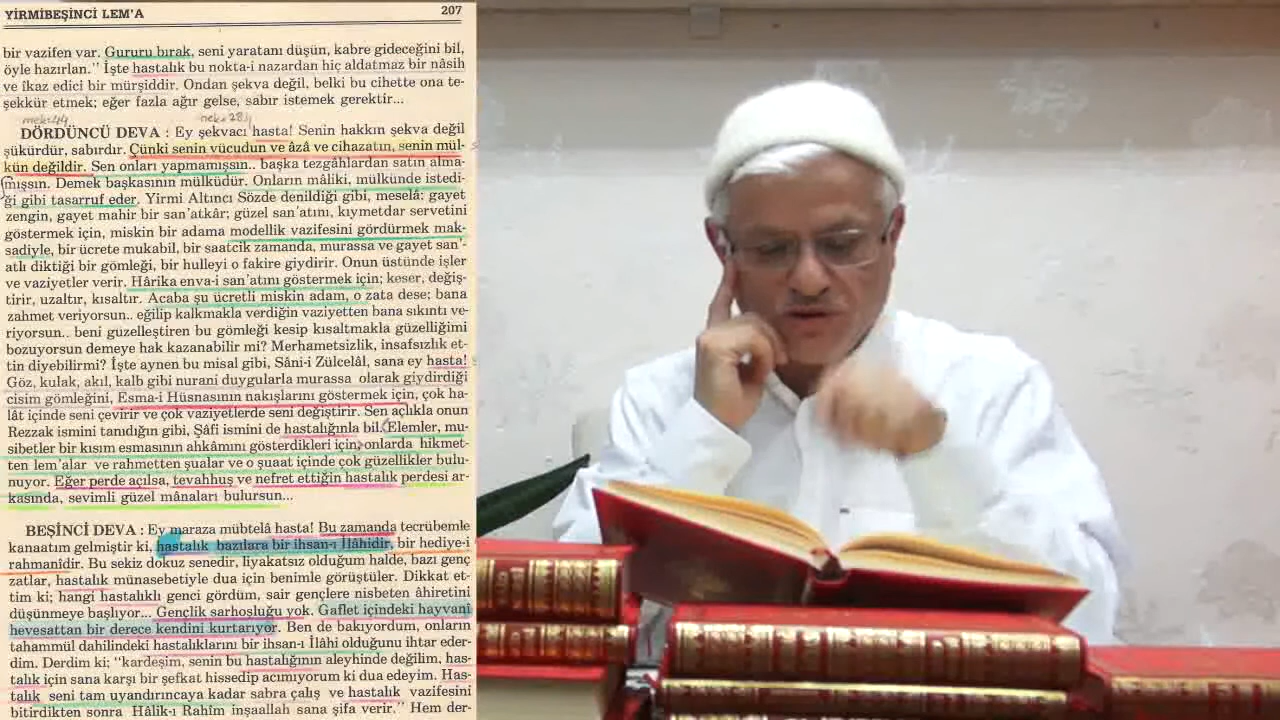 YİRMİBEŞİNCİ LEM'A 207
bir vazifen var. Gururu bırak, seni yaratanı düşün, kabre gideceğini bil,
öyle hazırlan." İşte hastalık bu nokta-i nazardan hiç aldatmaz bir nâsih
ve ikaz edici bir mürşiddir. Ondan şekva değil, belki bu cihette ona te-
şekkür etmek; eğer fazla ağır gelse, sabır istemek gerektir...
DÖRDÜNCÜ DEVA : Ey şekvacı hasta! Senin hakkın şekva değil
şükürdür, sabırdır. Çünki senin vücudun ve âzâ ve cihazatın, senin mül-
kün değildir. Sen onları yapmamışsın.. başka tezgâhlardan satın alma-
mışsın. Demek başkasının mülküdür. Onların mâliki, mülkünde istedi-
ği gibi tasarruf eder. Yirmi Altıncı Sözde denildiği gibi, meselâ: gayet
zengin, gayet mahir bir san'atkâr; güzel san'atını, kıymetdar servetini
göstermek için, miskin bir adama modellik vazifesini gördürmek mak-
sadiyle, bir ücrete mukabil, bir saatcik zamanda, murassa ve gayet san'-
atlı diktiği bir gömleği, bir hulleyi o fakire giydirir. Onun üstünde işler
ve vaziyetler verir. Hârika enva-i san'atını göstermek için; keser, değiş-
tirir, uzaltır, kısaltır. Acaba şu ücretli miskin adam, o zata dese: bana
zahmet veriyorsun.. eğilip kalkmakla verdiğin vaziyetten bana sıkıntı ve-
riyorsun.. beni güzelleştiren bu gömleği kesip kısaltmakla güzelliğimi
bozuyorsun demeye hak kazanabilir mi? Merhametsizlik, insafsızlık et-
tin diyebilirmi? İşte aynen bu misal gibi, Sâni-i Zülcelâl, sana ey hasta!
Göz, kulak, akıl, kalb gibi nurani duygularla murassa olarak giydirdiği
cisim gömleğini, Esma-i Hüsnasının nakışlarını göstermek için, çok ha-
lât içinde seni çevirir ve çok vaziyetlerde seni değiştirir. Sen açlıkla onun
Rezzak ismini tanıdığın gibi, Şâfi ismini de hastalığınla bil. Elemler, mu-
sibetler bir kısım esmasının ahkâmını gösterdikleri için, onlarda hikmet-
ten lem'alar ve rahmetten şualar ve o şuaat içinde çok güzellikler bulu-
nuyor. Eğer perde açılsa, tevahhuş ve nefret ettiğin hastalık perdesi ar-
kasında, sevimli güzel mânaları bulursun...
BEŞİNCİ DEVA : Ey maraza mübtelâ hasta! Bu zamanda tecrübemle
kanaatım gelmiştir ki, hastalık bazılara bir ihsan-ı İlâhidir, bir hediye-i
rahmanîdir. Bu sekiz dokuz senedir, liyakatsız olduğum halde, bazı genç
zatlar, hastalık münasebetiyle dua için benimle görüştüler. Dikkat et-
tim ki; hangi hastalıklı genci gördüm, sair gençlere nisbeten âhiretini
düşünmeye başlıyor... Gençlik sarhoşluğu yok. Gaflet içindeki hayvani
hevesattan bir derece kendini kurtarıyor. Ben de bakıyordum, onların
tahammül dahilindeki hastalıklarını bir ihsan-ı İlâhi olduğunu ihtar eder-
dim. Derdim ki; "kardeşim, senin bu hastalığının aleyhinde değilim, has-
talık için sana karşı bir şefkat hissedip acımıyorum ki dua edeyim. Has-
talık seni tam uyandırıncaya kadar sabra çalış ve hastalık vazifesini
bitirdikten sonra Hâlik-ı Rahîm inşaallah sana şifa verir." Hem der-